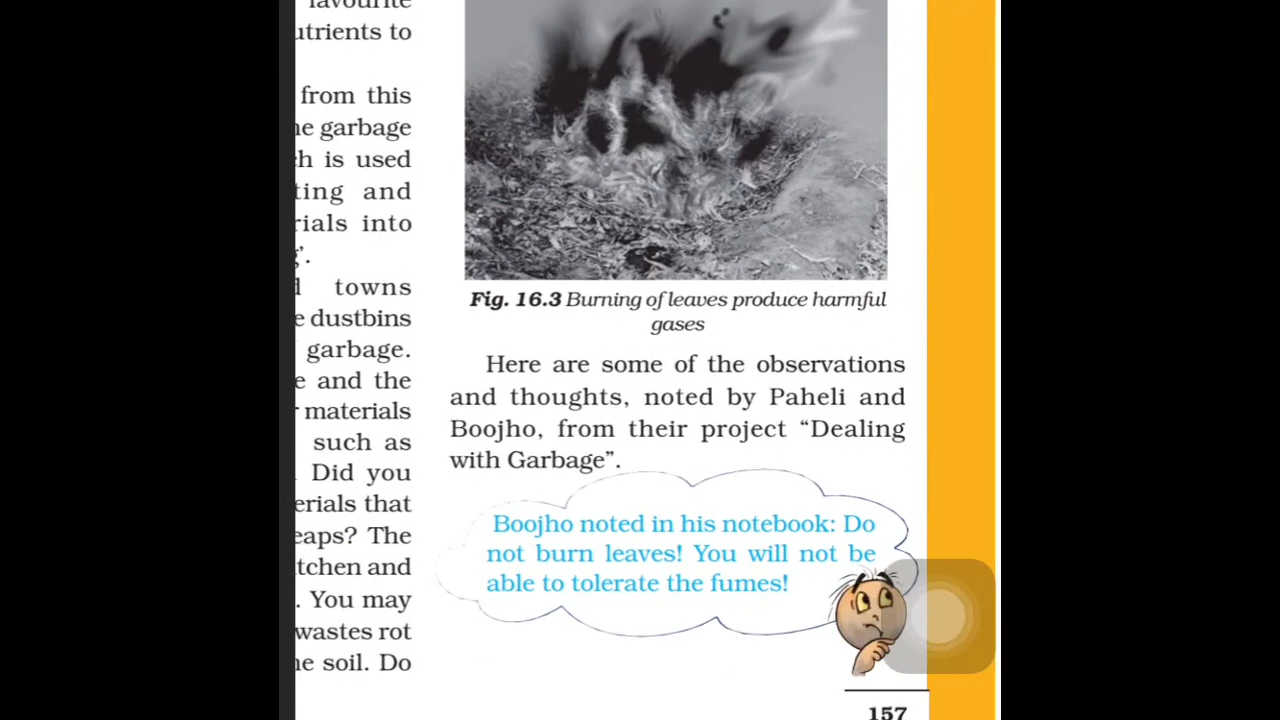 utrients to
from this
garbage
is used
ting and
rials into
towns
dustbins
garbage.
e and the
materials
such as
Did you
erials that
eaps? The
tchen and
. You may
wastes rot
soil. Do
Fig. 16.3 Burning of leaves produce harmful
gases
Here are some of the observations
and thoughts, noted by Paheli and
Boojho, from their project “Dealing
with Garbage”.
Boojho noted in his notebook: Do
not burn leaves! You will not be
able to tolerate the fumes!
157